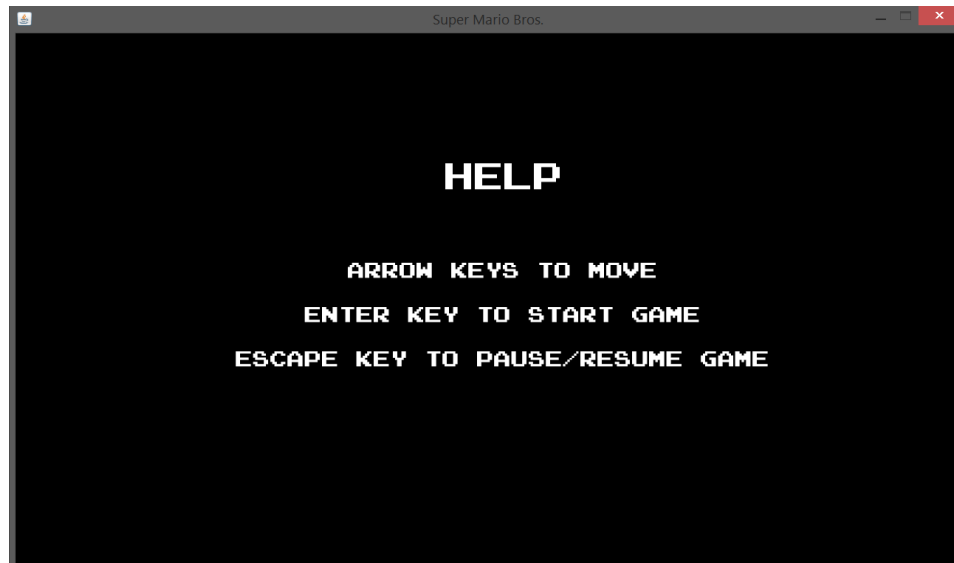 Super Mario Bros.
HELP
ARROW KEYS TO MOVE
ENTER KEY TO START GAME
ESCAPE KEY TO PAUSE/RESUME GAME